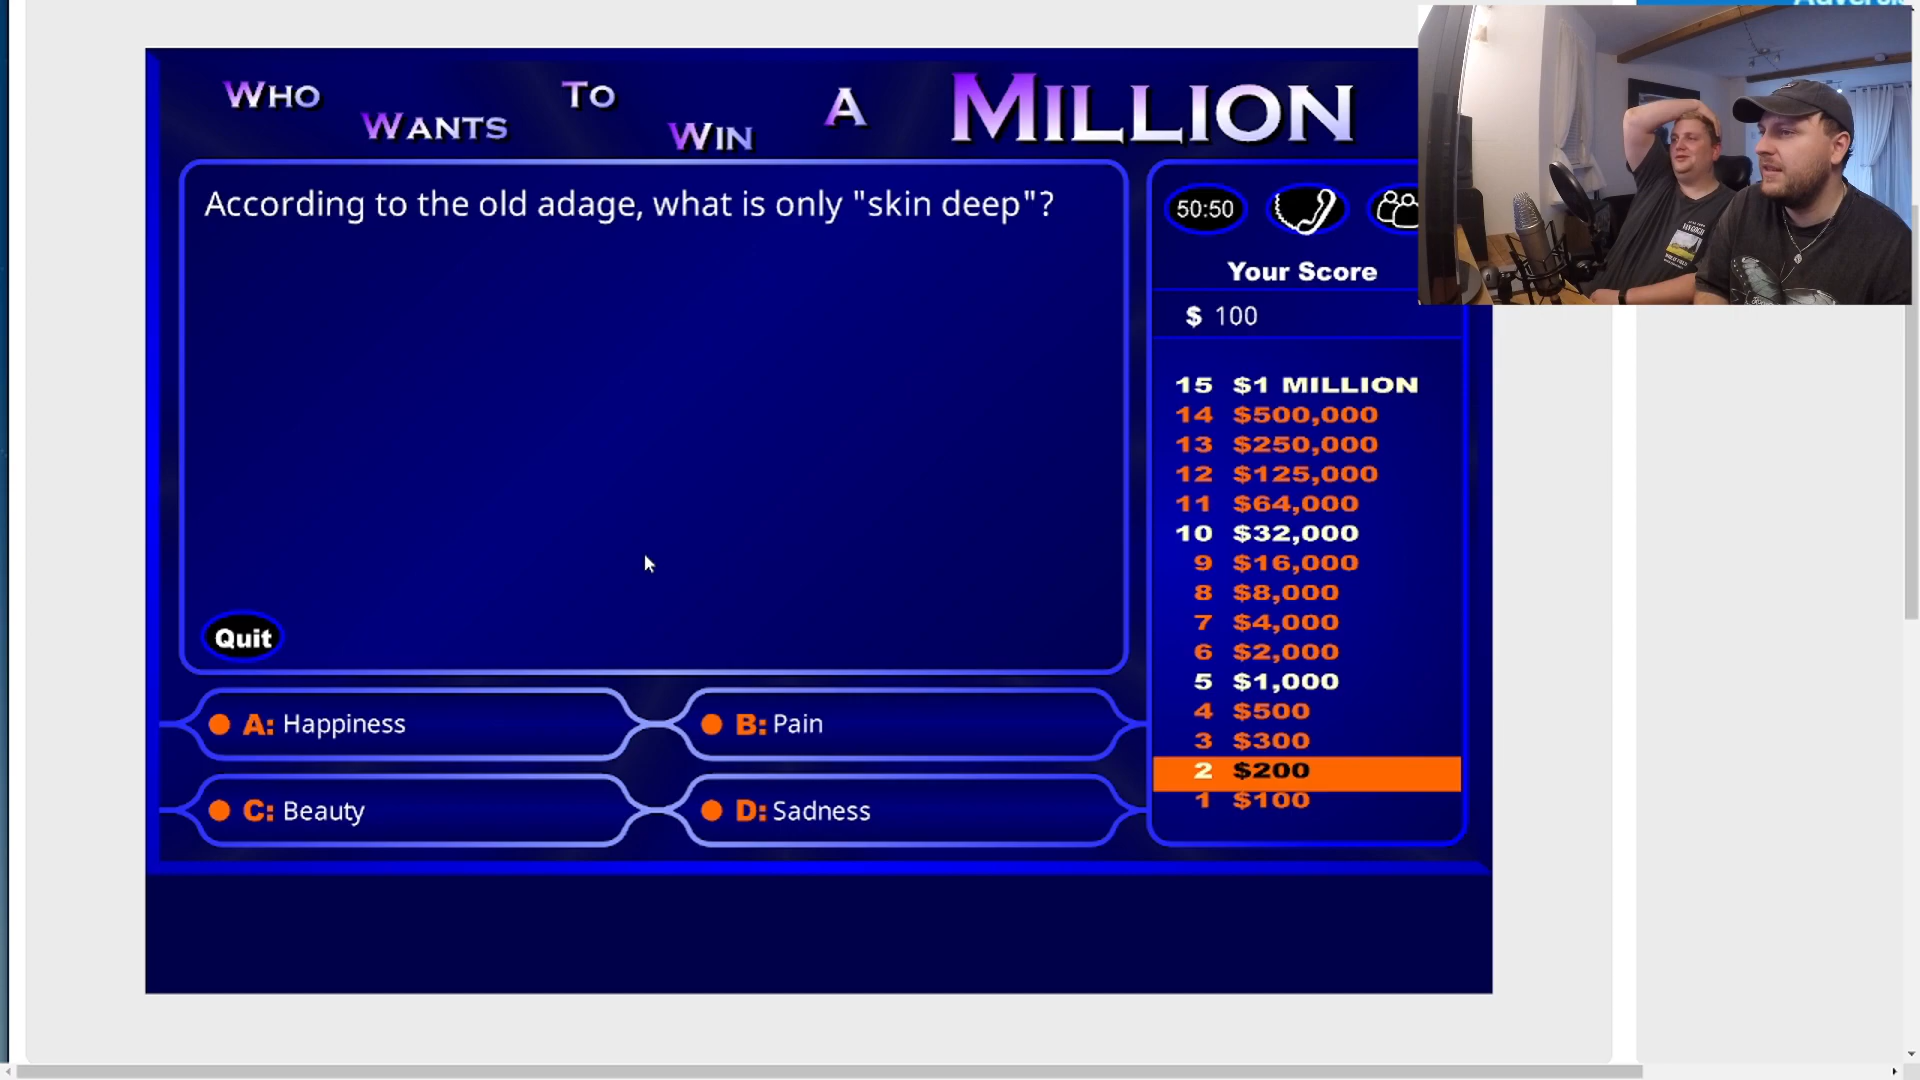 WHO WANTS TO WIN A MILLION
According to the old adage, what is only "skin deep"?
50:50
Your Score
$ 100
15 $1 MILLION
14 $500,000
13 $250,000
12 $125,000
11 $64,000
10 $32,000
9 $16,000
8 $8,000
7 $4,000
6 $2,000
5 $1,000
4 $500
3 $300
2 $200
1 $100
Quit
A: Happiness
B: Pain
C: Beauty
D: Sadness